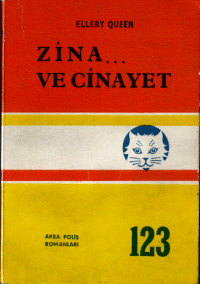 ELLERY QUEEN
ZİNA...
VE CİNAYET
AKBA POLİS
ROMANLARI
123